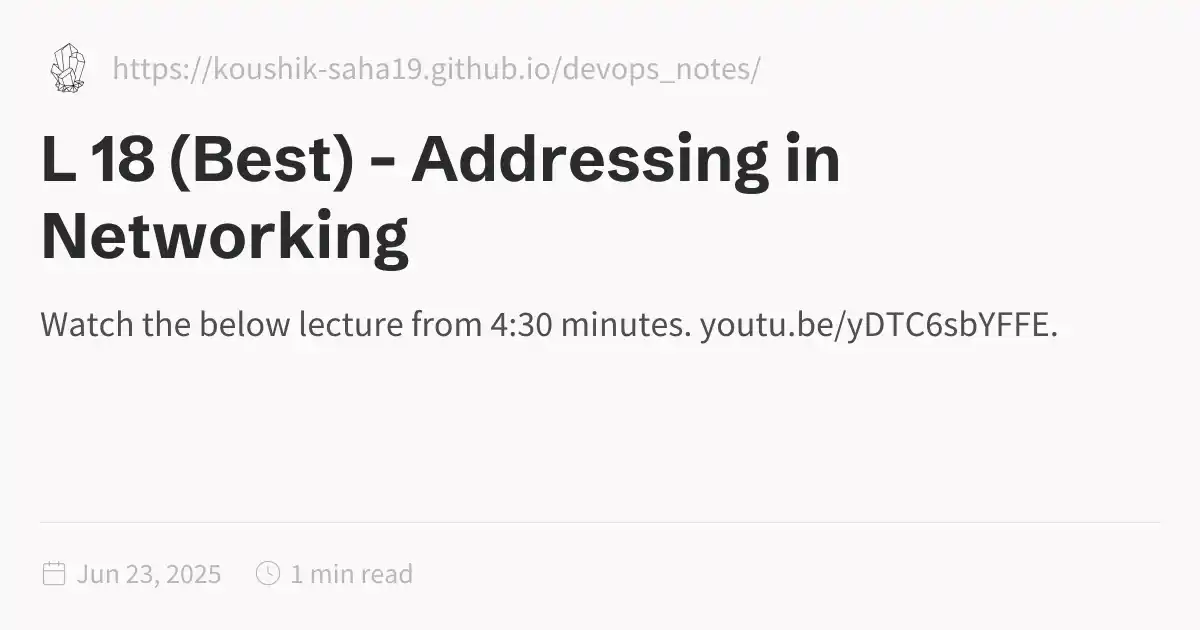 https://koushik-saha19.github.io/devops_notes/
L 18 (Best) - Addressing in
Networking
Watch the below lecture from 4:30 minutes. youtu.be/yDTC6sbYFFE.
Jun 23, 2025 1 min read